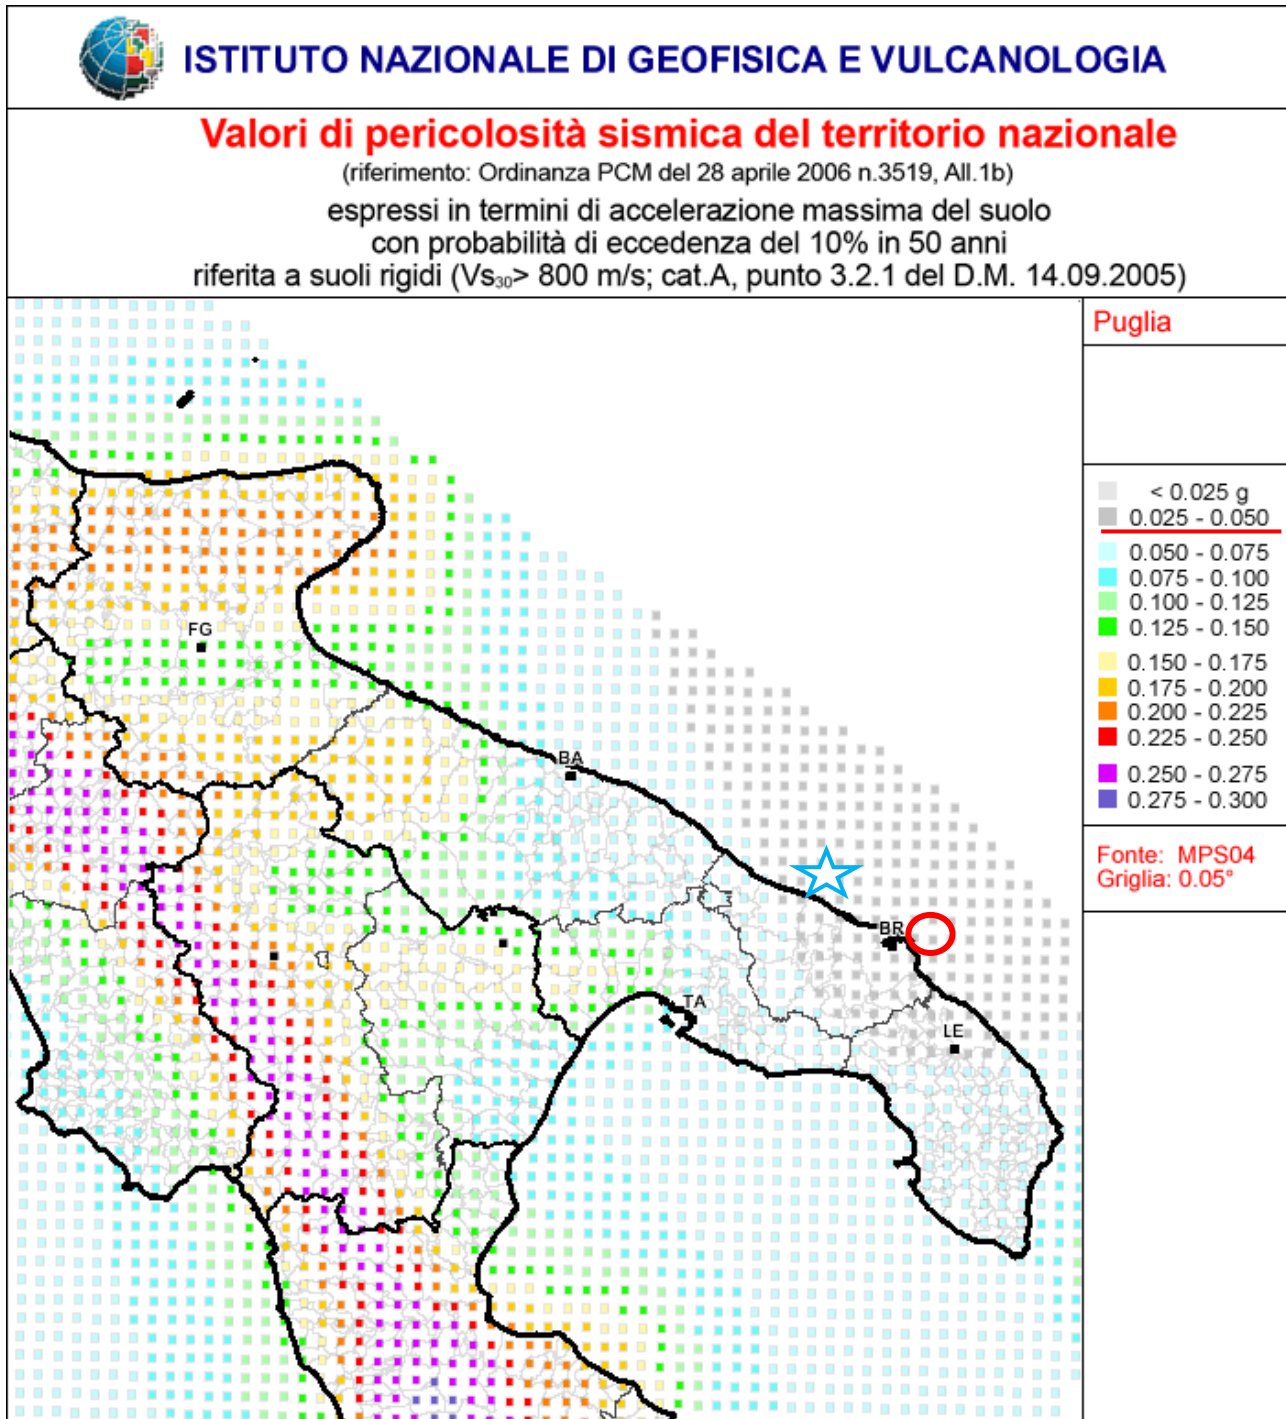 ISTITUTO NAZIONALE DI GEOFISICA E VULCANOLOGIA
Valori di pericolosità sismica del territorio nazionale
(riferimento: Ordinanza PCM del 28 aprile 2006 n.3519, All.1b)
espressi in termini di accelerazione massima del suolo
con probabilità di eccedenza del 10% in 50 anni
riferita a suoli rigidi (Vs30> 800 m/s; cat.A, punto 3.2.1 del D.M. 14.09.2005)
Puglia
< 0.025 g
0.025 - 0.050
0.050 - 0.075
0.075 - 0.100
0.100 - 0.125
0.125 - 0.150
0.150 - 0.175
0.175 - 0.200
0.200 - 0.225
0.225 - 0.250
0.250 - 0.275
0.275 - 0.300
Fonte: MPS04
Griglia: 0.05°
FG
BA
BR
TA
LE